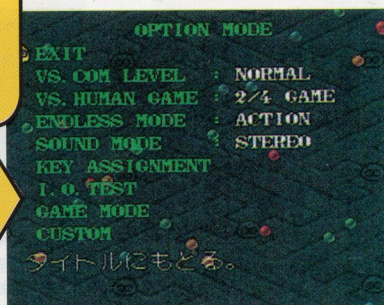 OPTION MODE
EXIT
VS. COM LEVEL : NORMAL
VS. HUMAN GAME : 2/4 GAME
ENDLESS MODE : ACTION
SOUND MODE : STEREO
KEY ASSIGNMENT
I. O. TEST
GAME MODE
CUSTOM
タイトルにもどる。